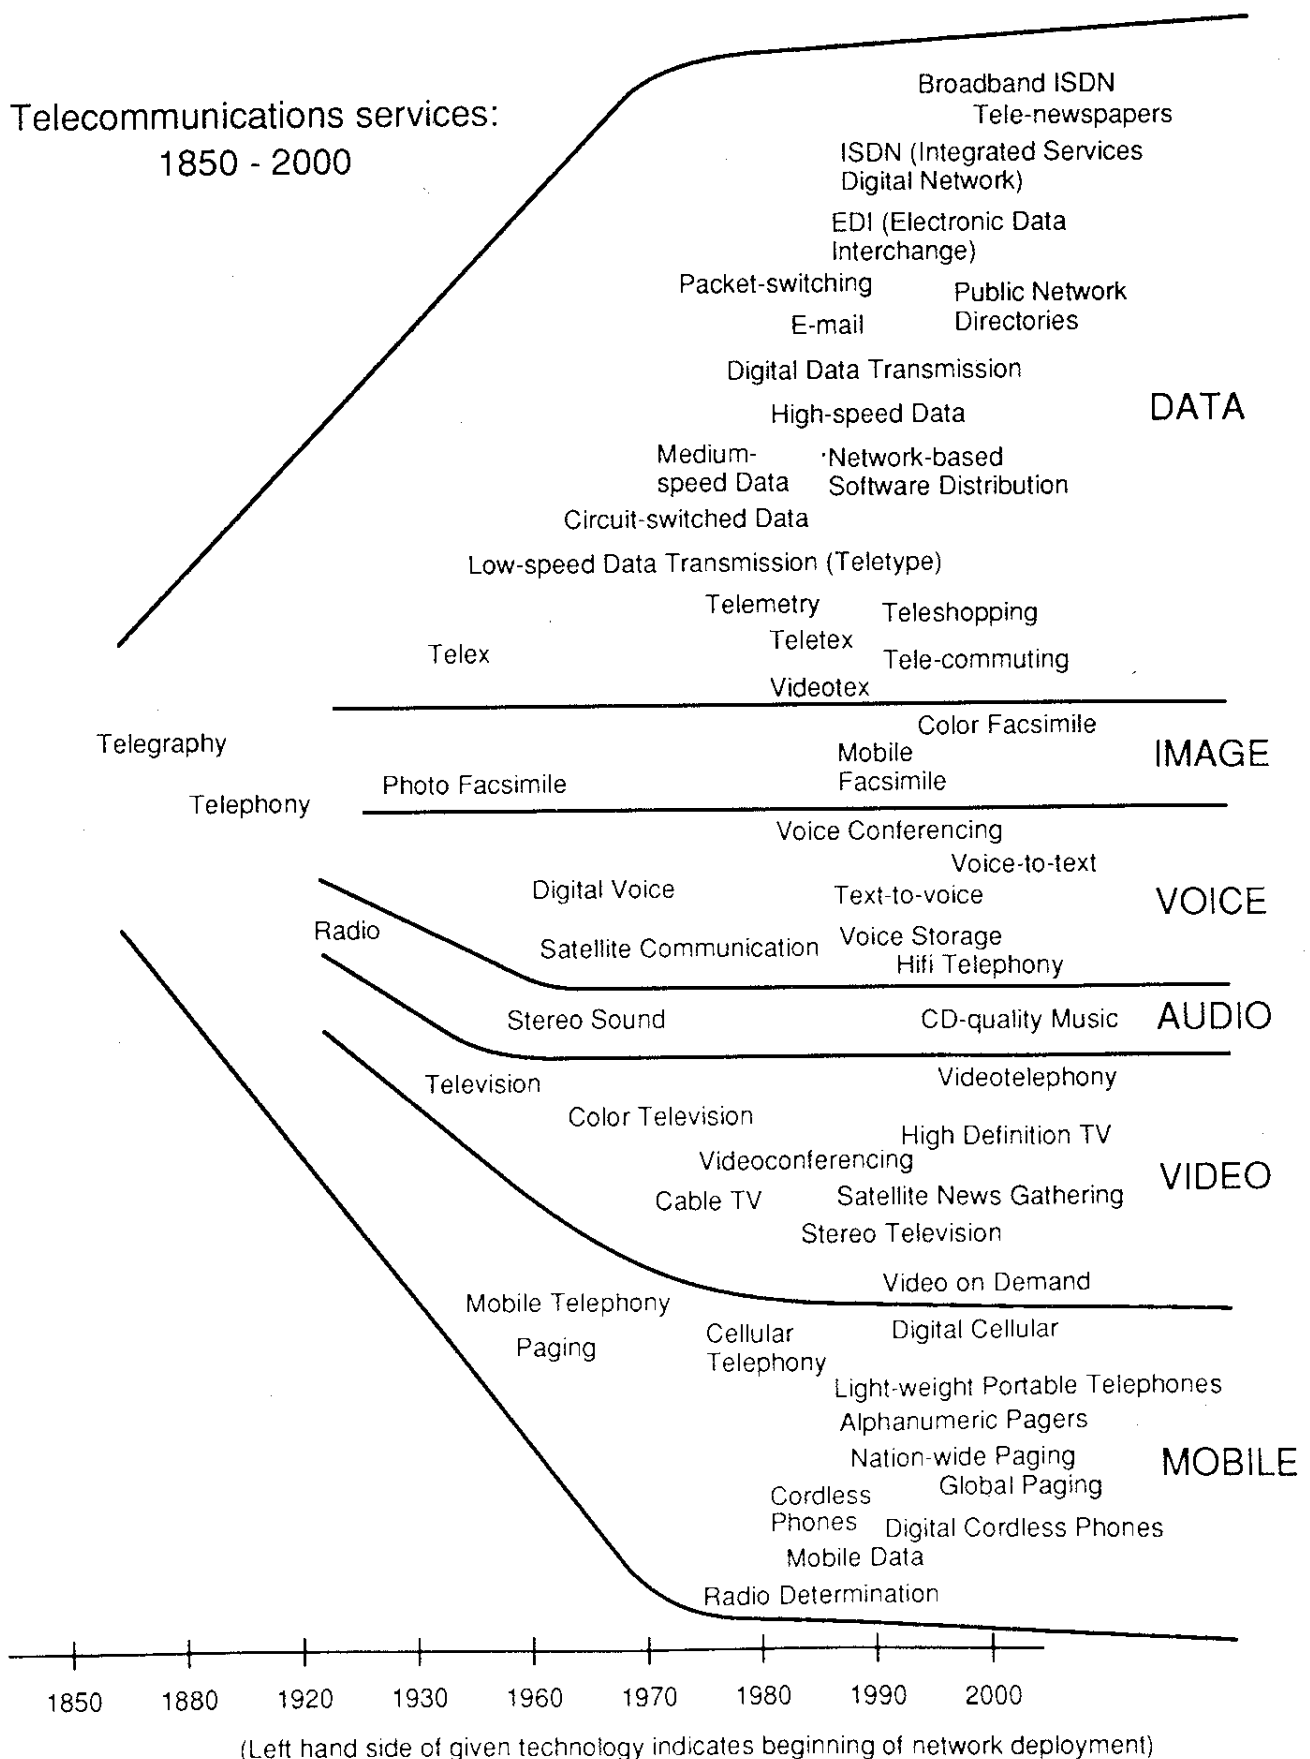 Telecommunications services:
1850 - 2000
Broadband ISDN
Tele-newspapers
ISDN (Integrated Services
Digital Network)
EDI (Electronic Data
Interchange)
Packet-switching
Public Network
Directories
E-mail
Digital Data Transmission
High-speed Data
DATA
Medium-
speed Data
Network-based
Software Distribution
Circuit-switched Data
Low-speed Data Transmission (Teletype)
Telemetry
Teleshopping
Teletex
Telex
Tele-commuting
Videotex
Telegraphy
Color Facsimile
Mobile
Facsimile
IMAGE
Photo Facsimile
Telephony
Voice Conferencing
Voice-to-text
Digital Voice
Text-to-voice
VOICE
Radio
Satellite Communication
Voice Storage
Hifi Telephony
Stereo Sound
CD-quality Music
AUDIO
Videotelephony
Television
Color Television
High Definition TV
Videoconferencing
VIDEO
Cable TV
Satellite News Gathering
Stereo Television
Video on Demand
Mobile Telephony
Paging
Cellular
Telephony
Digital Cellular
Light-weight Portable Telephones
Alphanumeric Pagers
Nation-wide Paging
MOBILE
Global Paging
Cordless
Phones
Digital Cordless Phones
Mobile Data
Radio Determination
1850 1880 1920 1930 1960 1970 1980 1990 2000
(Left hand side of given technology indicates beginning of network deployment)